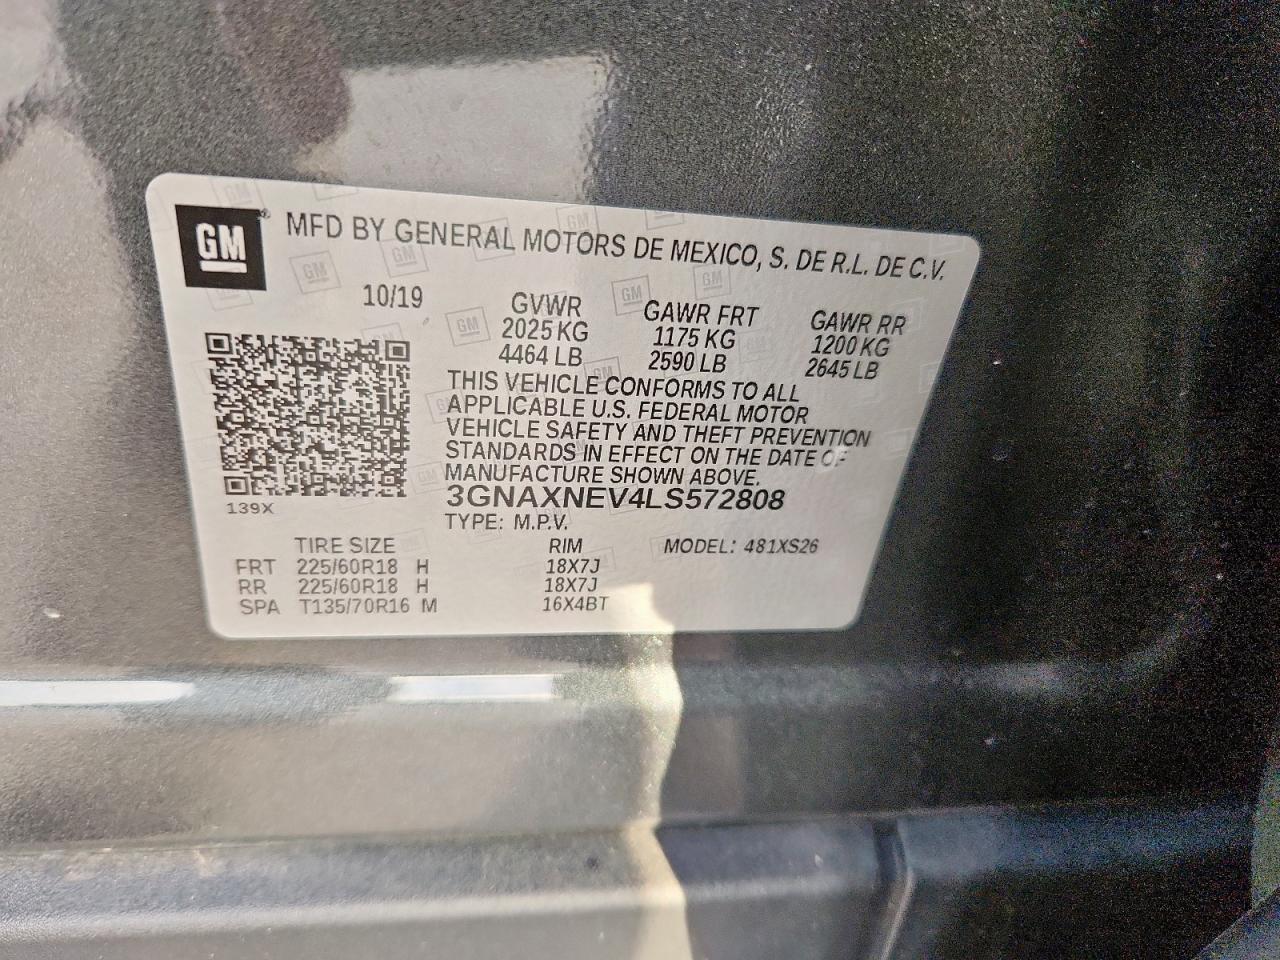 GM MFD BY GENERAL MOTORS DE MEXICO, S. DE R.L. DE C.V.
10/19 GVWR GAWR FRT GAWR RR
2025 KG 1175 KG 1200 KG
4464 LB 2590 LB 2645 LB
THIS VEHICLE CONFORMS TO ALL
APPLICABLE U.S. FEDERAL MOTOR
VEHICLE SAFETY AND THEFT PREVENTION
STANDARDS IN EFFECT ON THE DATE OF
MANUFACTURE SHOWN ABOVE.
3GNAXNEV4LS572808
139X
TYPE: M.P.V.
TIRE SIZE RIM MODEL: 481XS26
FRT 225/60R18 H 18X7J
RR 225/60R18 H 18X7J
SPA T135/70R16 M 16X4BT